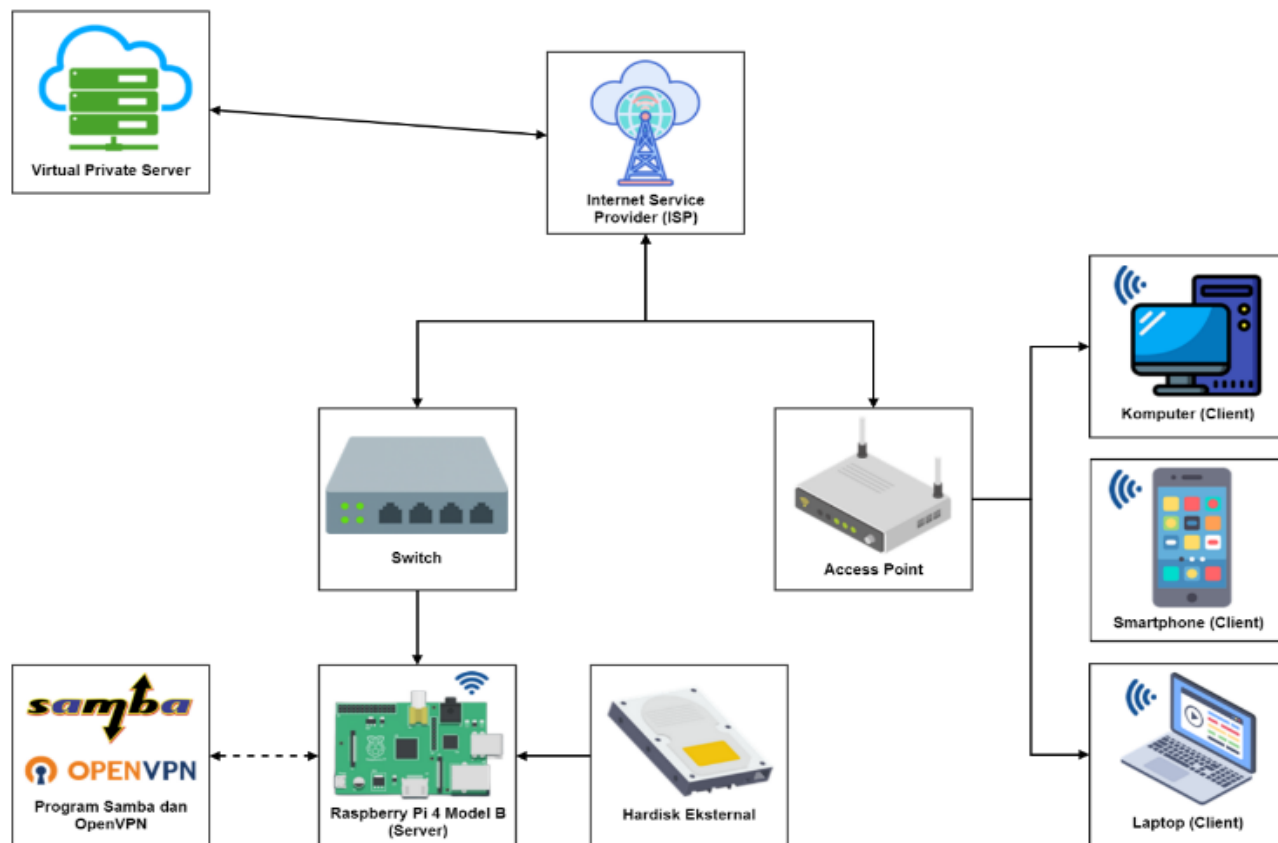 Virtual Private Server
Internet Service
Provider (ISP)
Komputer (Client)
Switch
Access Point
Smartphone (Client)
samba
OPENVPN
Program Samba dan
OpenVPN
Raspberry Pi 4 Model B
(Server)
Hardisk Eksternal
Laptop (Client)